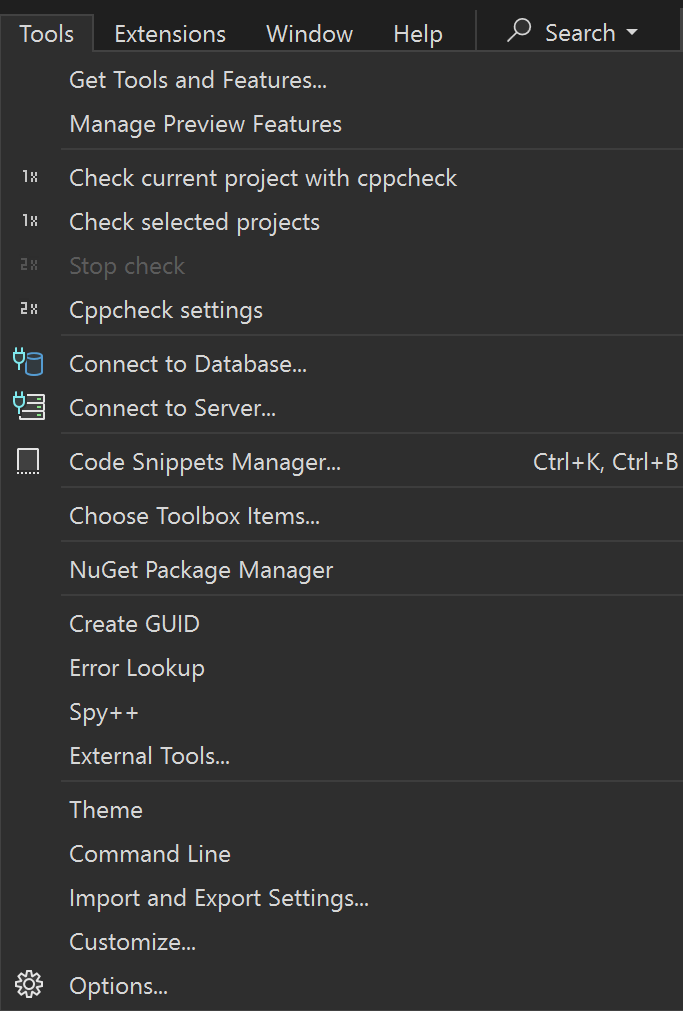 Tools Extensions Window Help Search
Get Tools and Features...
Manage Preview Features
1x Check current project with cppcheck
1x Check selected projects
2x Stop check
2x Cppcheck settings
Connect to Database...
Connect to Server...
Code Snippets Manager... Ctrl+K, Ctrl+B
Choose Toolbox Items...
NuGet Package Manager
Create GUID
Error Lookup
Spy++
External Tools...
Theme
Command Line
Import and Export Settings...
Customize...
Options...